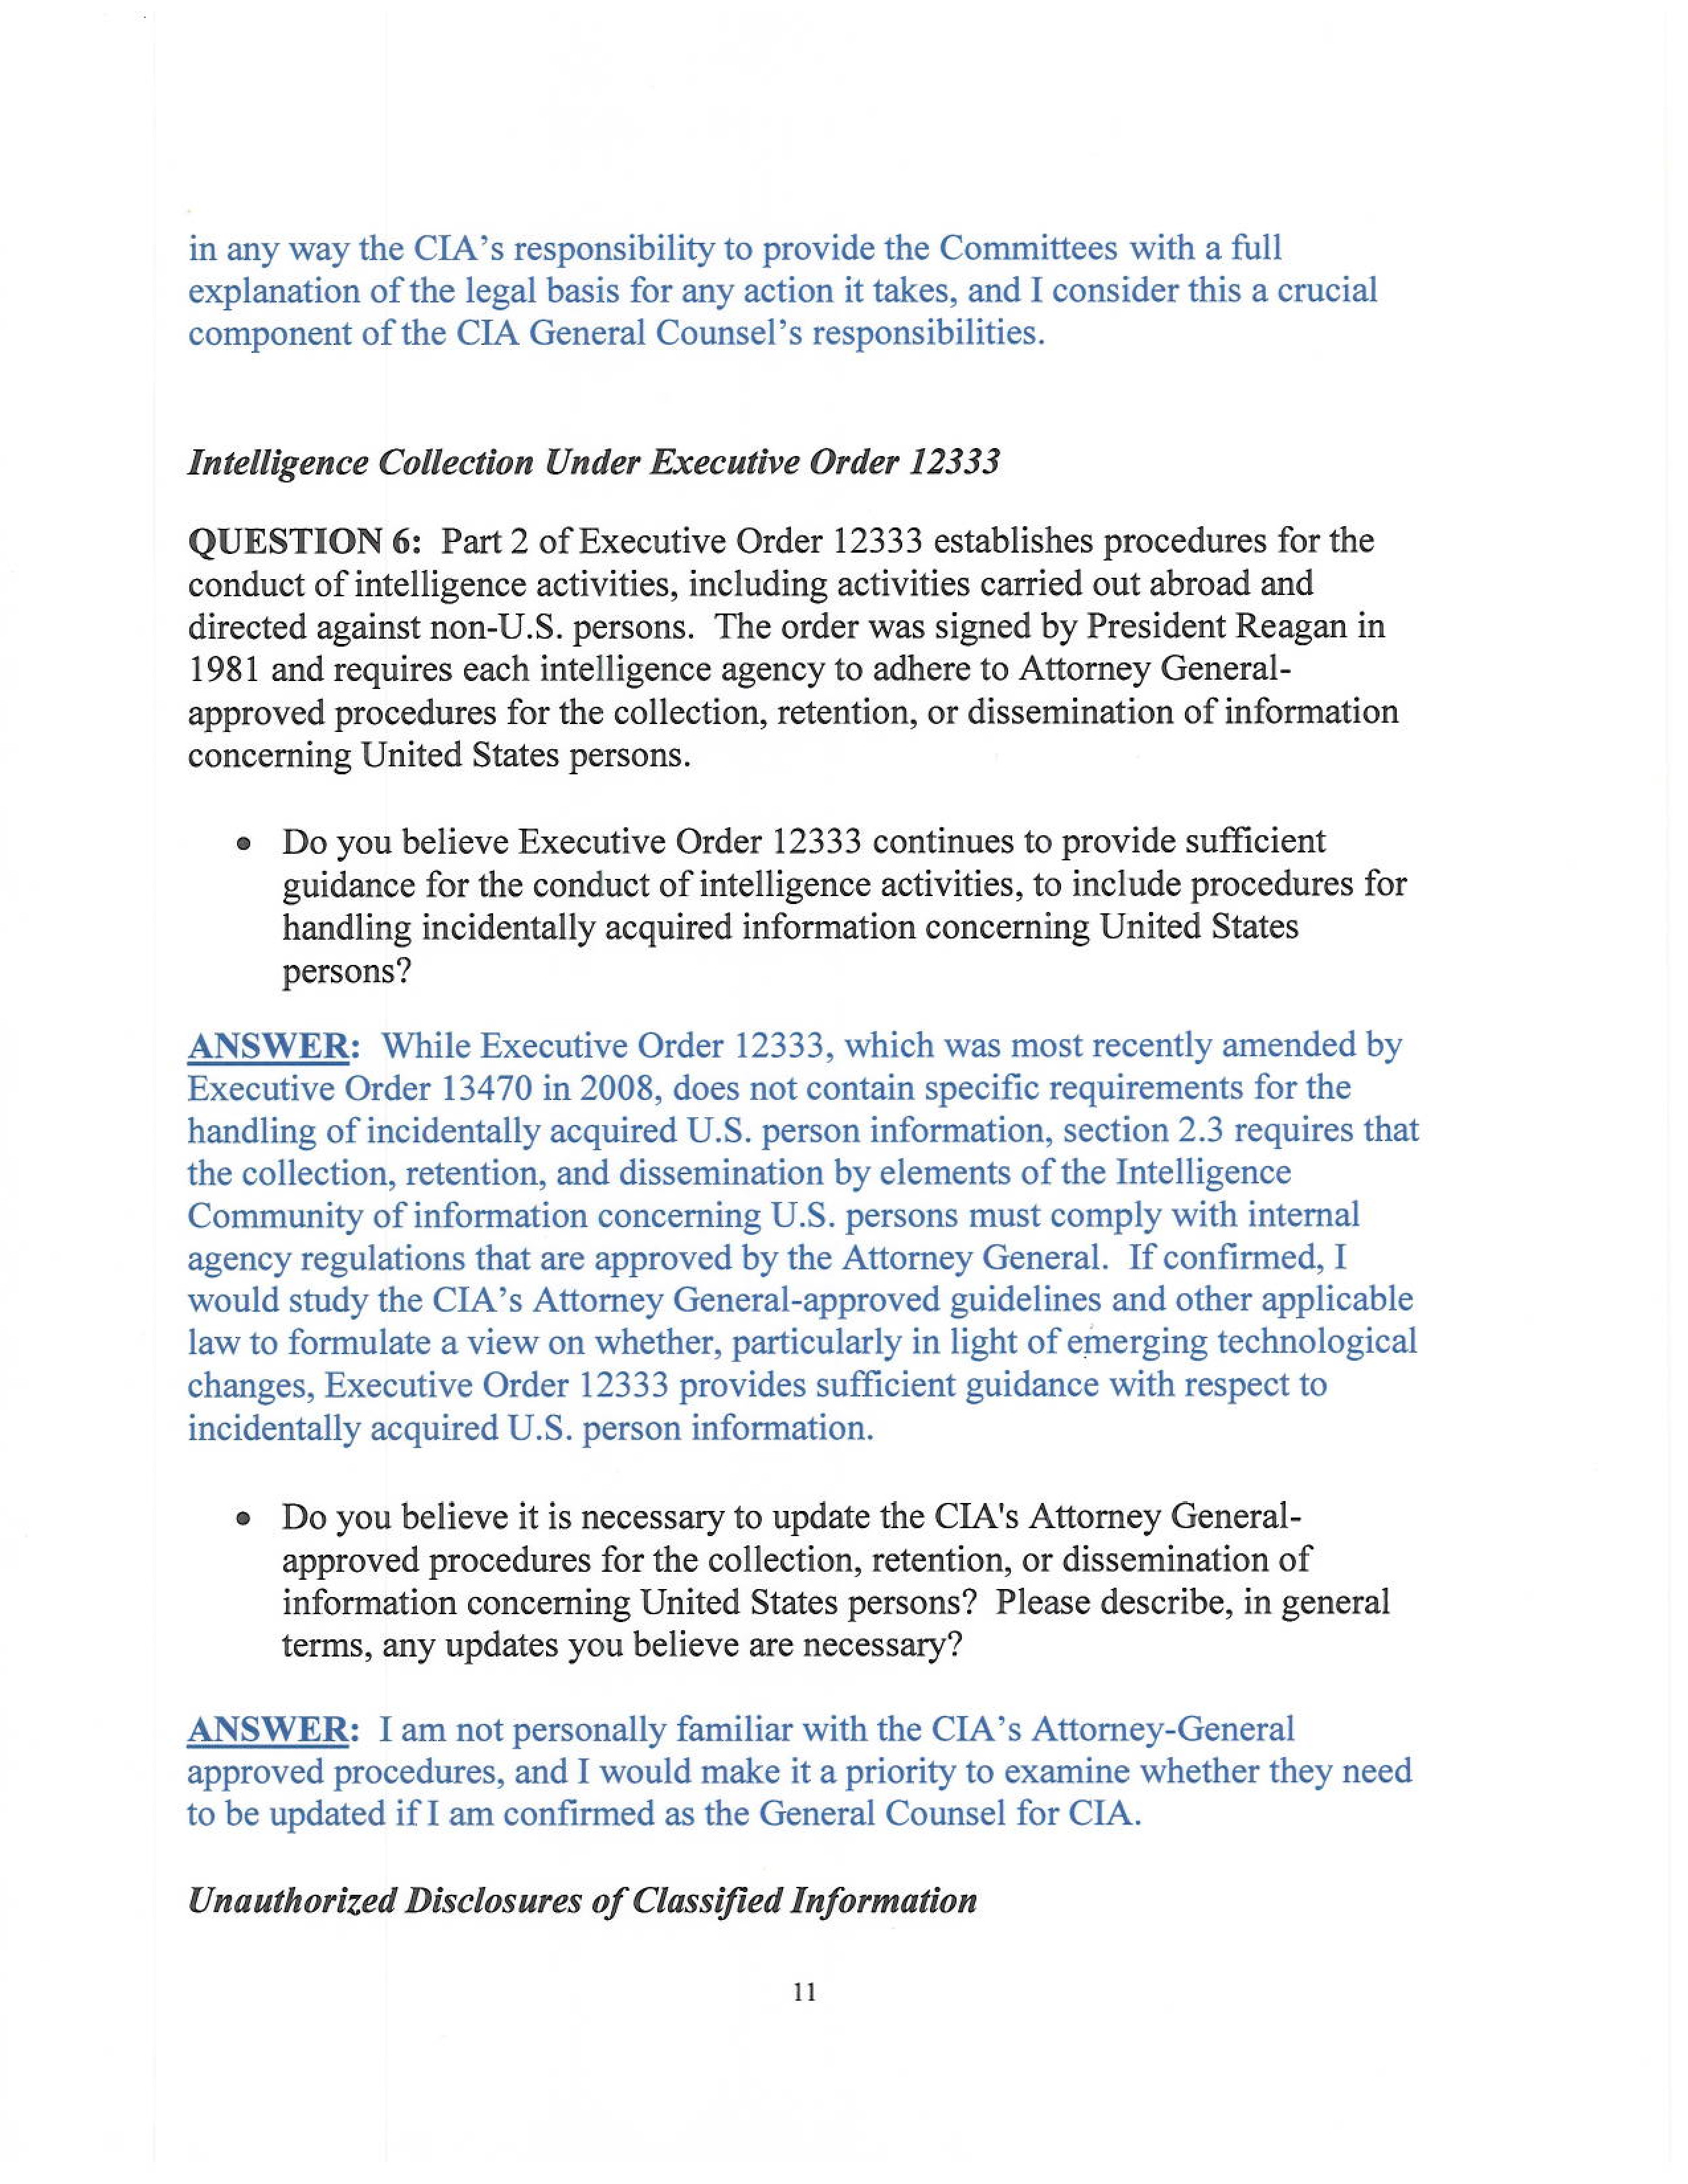 in any way the CIA's responsibility to provide the Committees with a full
explanation of the legal basis for any action it takes, and I consider this a crucial
component of the CIA General Counsel's responsibilities.
Intelligence Collection Under Executive Order 12333
QUESTION 6:  Part 2 of Executive Order 12333 establishes procedures for the
conduct of intelligence activities, including activities carried out abroad and
directed against non-U.S. persons.  The order was signed by President Reagan in
1981 and requires each intelligence agency to adhere to Attorney General-
approved procedures for the collection, retention, or dissemination of information
concerning United States persons.
• Do you believe Executive Order 12333 continues to provide sufficient
guidance for the conduct of intelligence activities, to include procedures for
handling incidentally acquired information concerning United States
persons?
ANSWER:  While Executive Order 12333, which was most recently amended by
Executive Order 13470 in 2008, does not contain specific requirements for the
handling of incidentally acquired U.S. person information, section 2.3 requires that
the collection, retention, and dissemination by elements of the Intelligence
Community of information concerning U.S. persons must comply with internal
agency regulations that are approved by the Attorney General.  If confirmed, I
would study the CIA's Attorney General-approved guidelines and other applicable
law to formulate a view on whether, particularly in light of emerging technological
changes, Executive Order 12333 provides sufficient guidance with respect to
incidentally acquired U.S. person information.
• Do you believe it is necessary to update the CIA's Attorney General-
approved procedures for the collection, retention, or dissemination of
information concerning United States persons?  Please describe, in general
terms, any updates you believe are necessary?
ANSWER:  I am not personally familiar with the CIA's Attorney-General
approved procedures, and I would make it a priority to examine whether they need
to be updated if I am confirmed as the General Counsel for CIA.
Unauthorized Disclosures of Classified Information
11